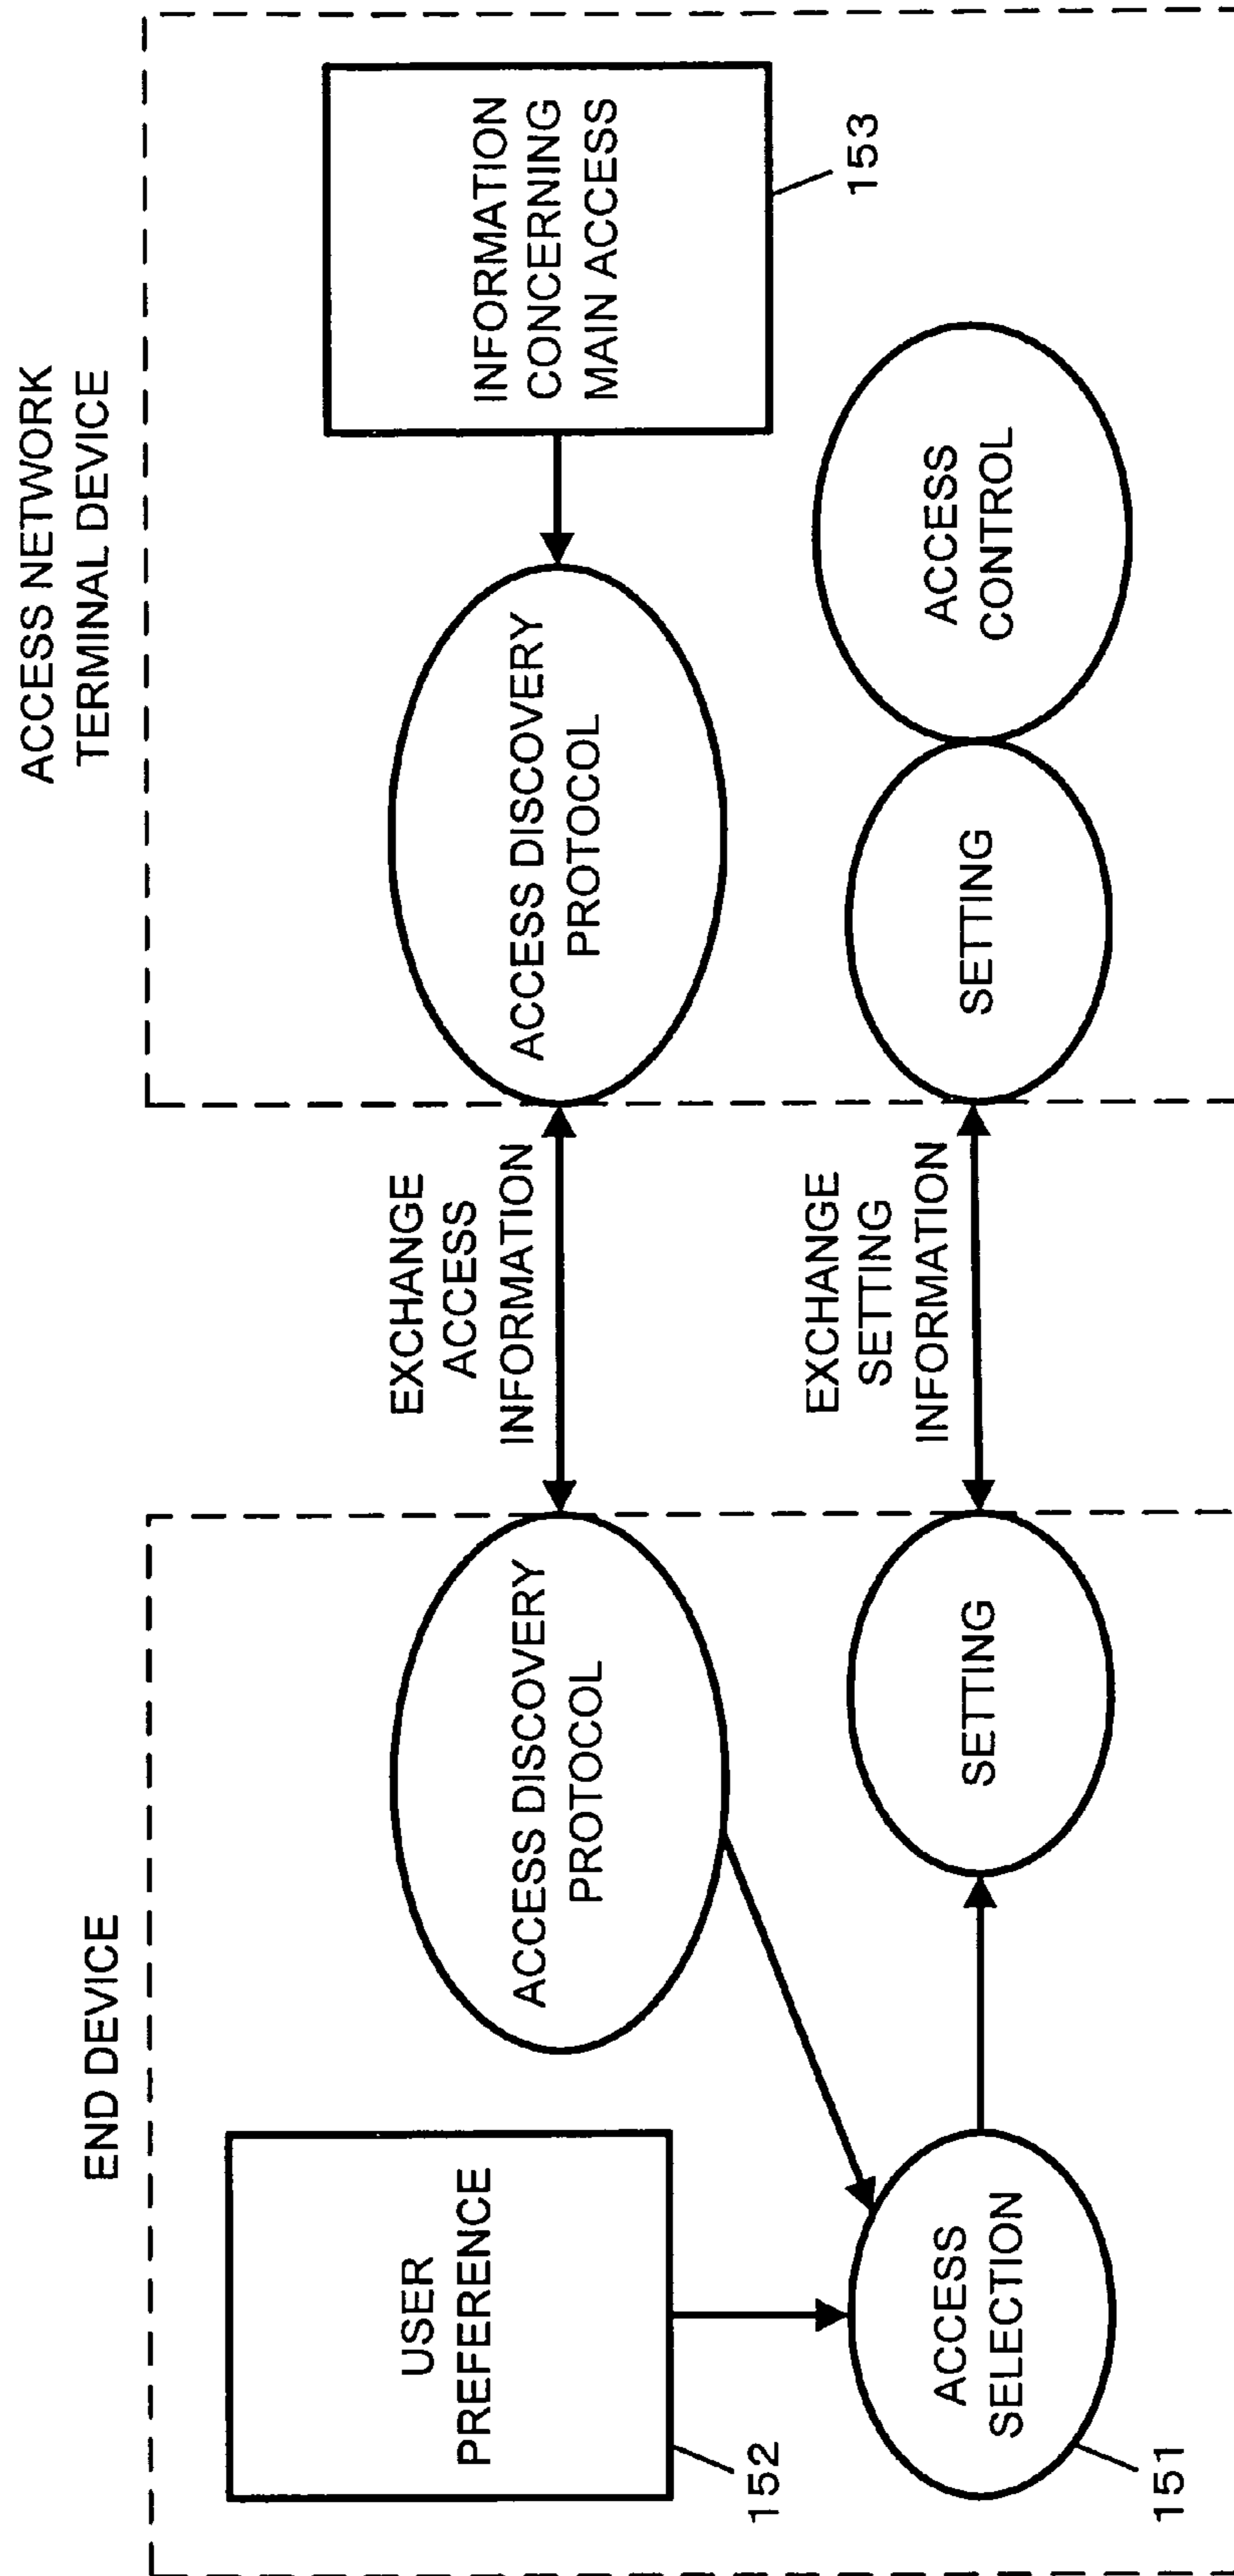 END DEVICE
USER
PREFERENCE
152
ACCESS DISCOVERY
PROTOCOL
ACCESS
SELECTION
151
SETTING
EXCHANGE
ACCESS
INFORMATION
EXCHANGE
SETTING
INFORMATION
ACCESS NETWORK
TERMINAL DEVICE
ACCESS DISCOVERY
PROTOCOL
INFORMATION
CONCERNING
MAIN ACCESS
153
SETTING
ACCESS
CONTROL